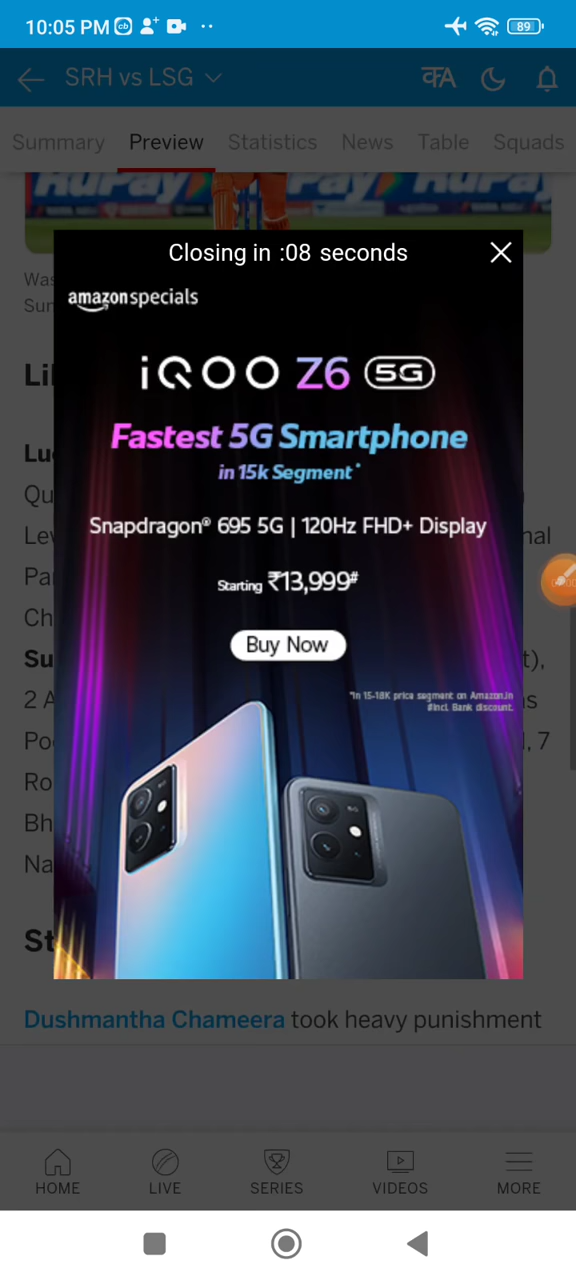 10:05 PM
89
SRH vs LSG
Summary Preview Statistics News Table Squads
RuPay
Closing in :08 seconds
amazonspecials
iQOO Z6 5G
Fastest 5G Smartphone
in 15k Segment*
Snapdragon® 695 5G | 120Hz FHD+ Display
Starting ₹13,999#
Buy Now
*In 15-18K price segment on Amazon.in
#Incl. Bank discount.
t),
2
, 7
Dushmantha Chameera took heavy punishment
HOME LIVE SERIES VIDEOS MORE